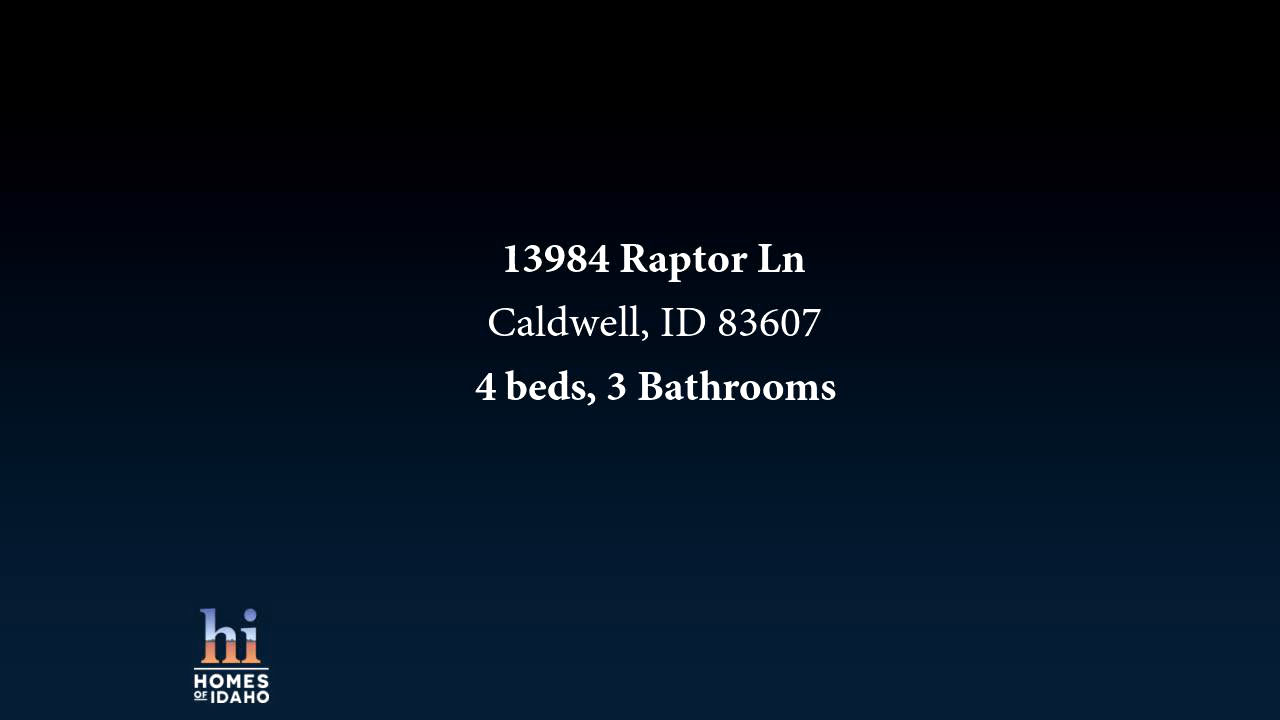 13984 Raptor Ln
Caldwell, ID 83607
4 beds, 3 Bathrooms
hi
HOMES
OF IDAHO